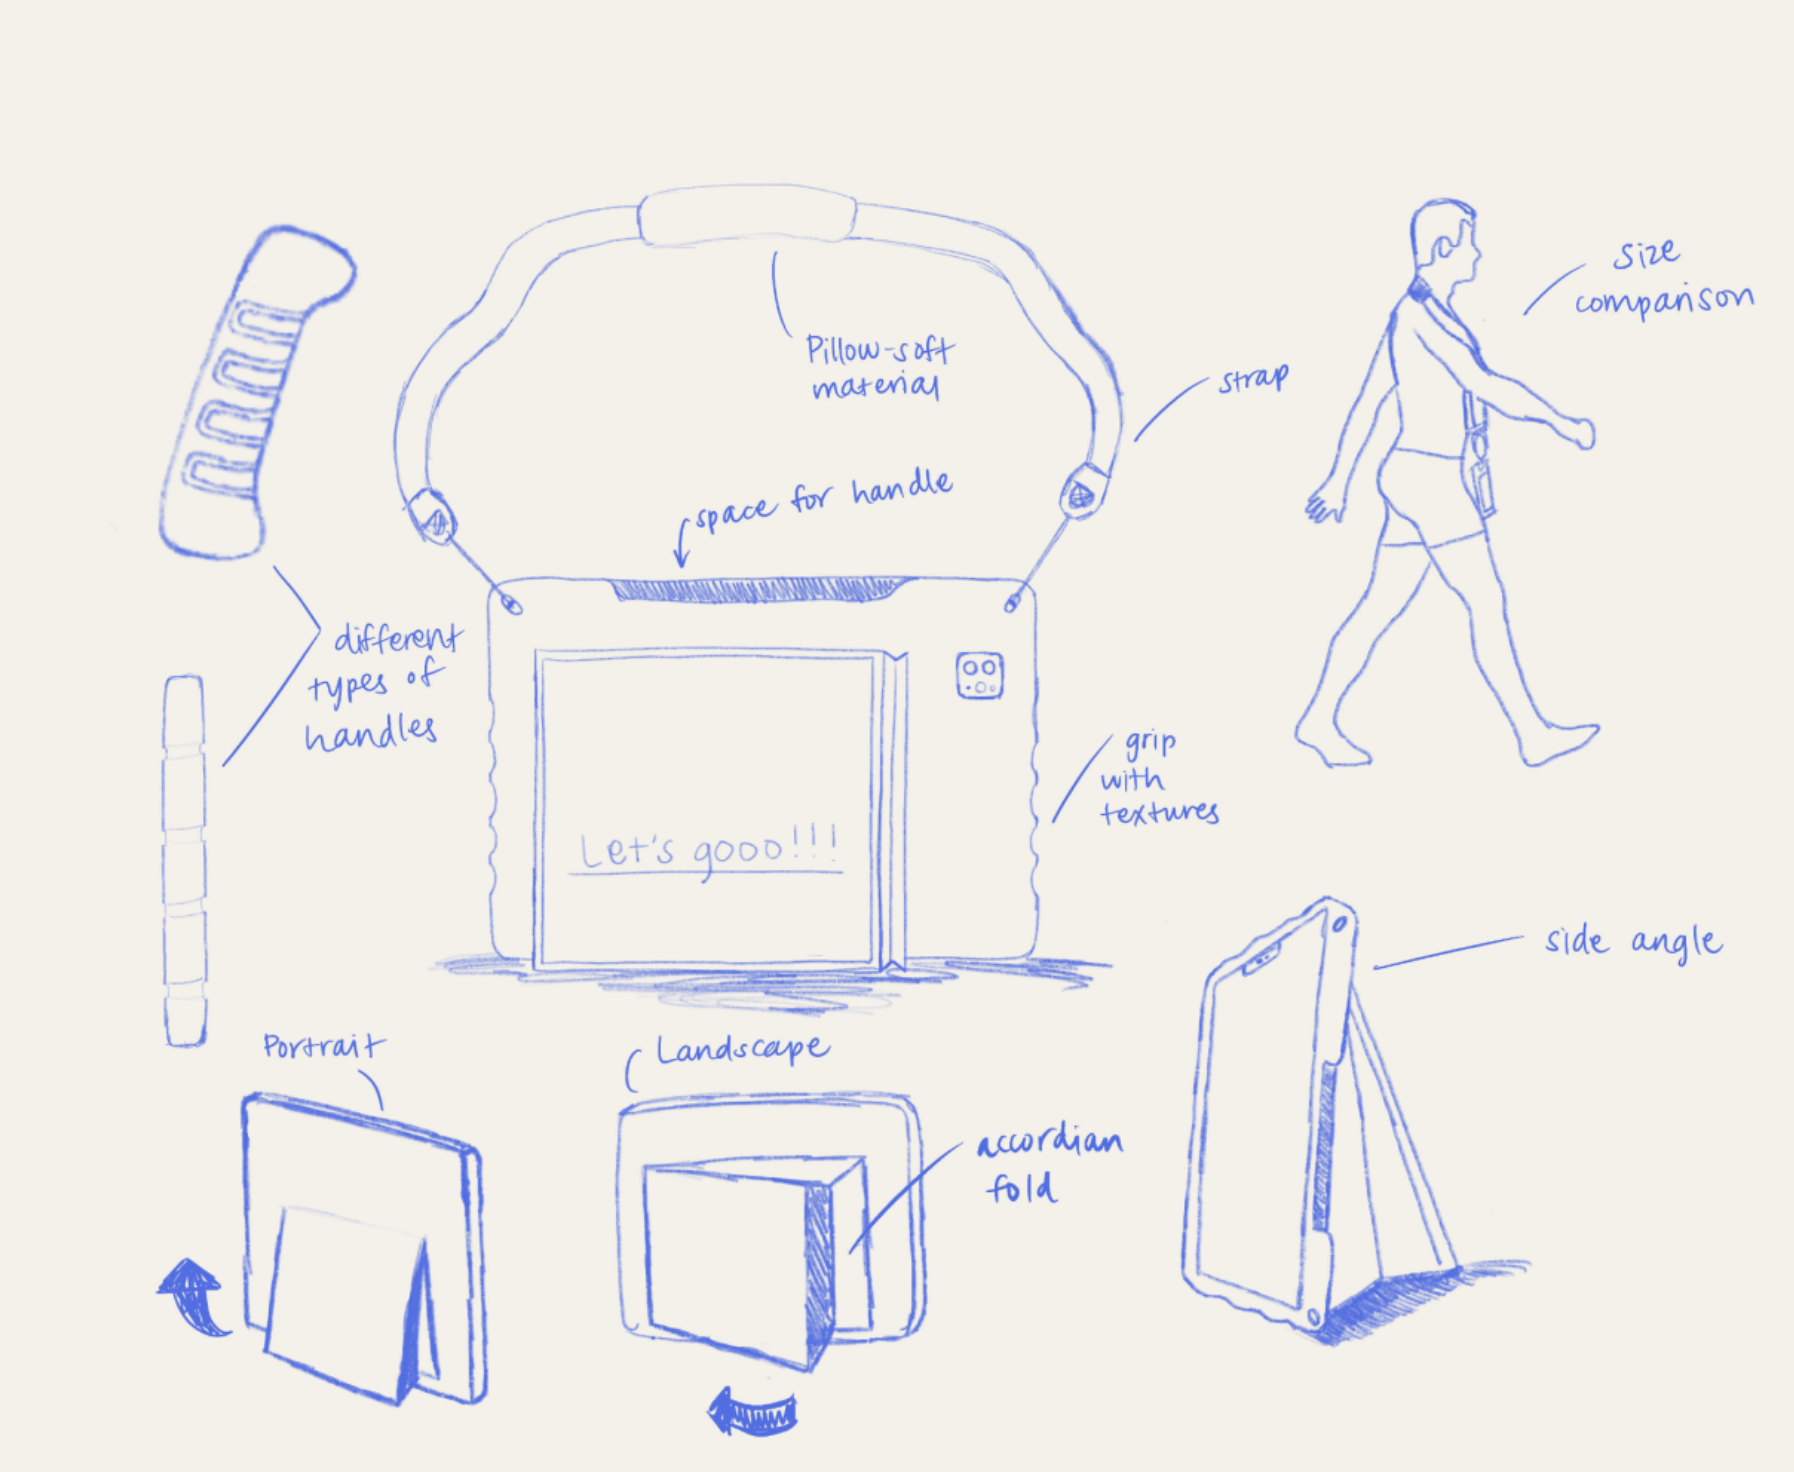 size
comparison
Pillow-soft
material
strap
space for handle
different
types of
handles
grip
with
textures
Let's gooo!!!
side angle
Portrait
Landscape
accordian
fold